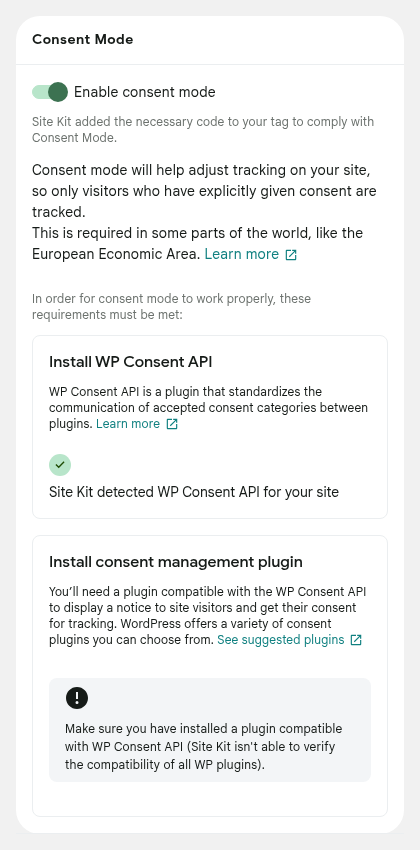 Consent Mode
Enable consent mode
Site Kit added the necessary code to your tag to comply with
Consent Mode.
Consent mode will help adjust tracking on your site,
so only visitors who have explicitly given consent are
tracked.
This is required in some parts of the world, like the
European Economic Area. Learn more
In order for consent mode to work properly, these
requirements must be met:
Install WP Consent API
WP Consent API is a plugin that standardizes the
communication of accepted consent categories between
plugins. Learn more
Site Kit detected WP Consent API for your site
Install consent management plugin
You’ll need a plugin compatible with the WP Consent API
to display a notice to site visitors and get their consent
for tracking. WordPress offers a variety of consent
plugins you can choose from. See suggested plugins
Make sure you have installed a plugin compatible
with WP Consent API (Site Kit isn't able to verify
the compatibility of all WP plugins).